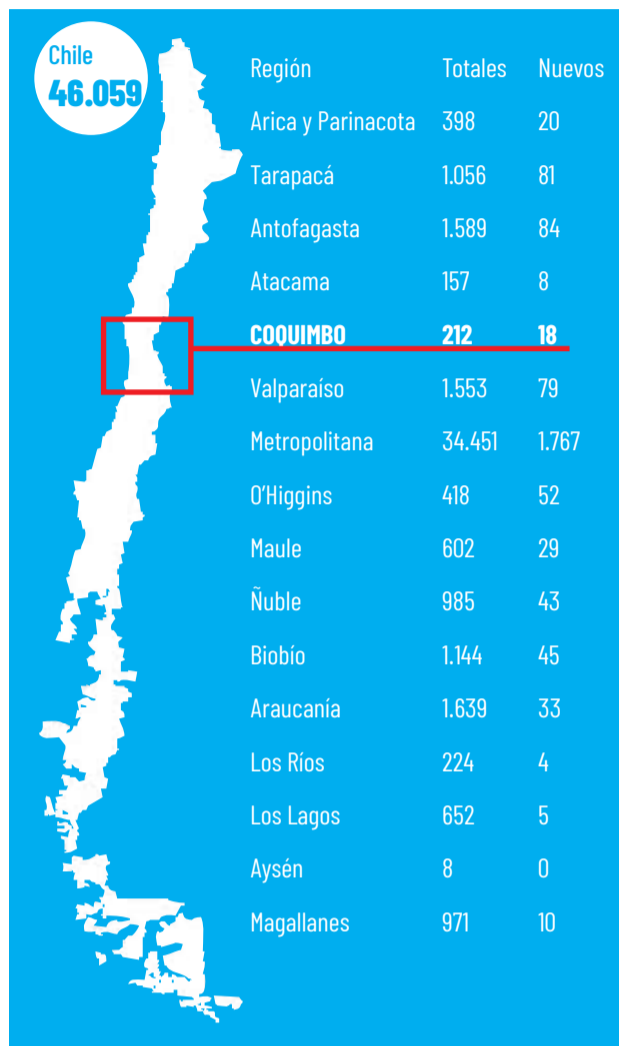 Chile
46.059
Región Totales Nuevos
Arica y Parinacota 398 20
Tarapacá 1.056 81
Antofagasta 1.589 84
Atacama 157 8
COQUIMBO 212 18
Valparaíso 1.553 79
Metropolitana 34.451 1.767
O’Higgins 418 52
Maule 602 29
Ñuble 985 43
Biobío 1.144 45
Araucanía 1.639 33
Los Ríos 224 4
Los Lagos 652 5
Aysén 8 0
Magallanes 971 10